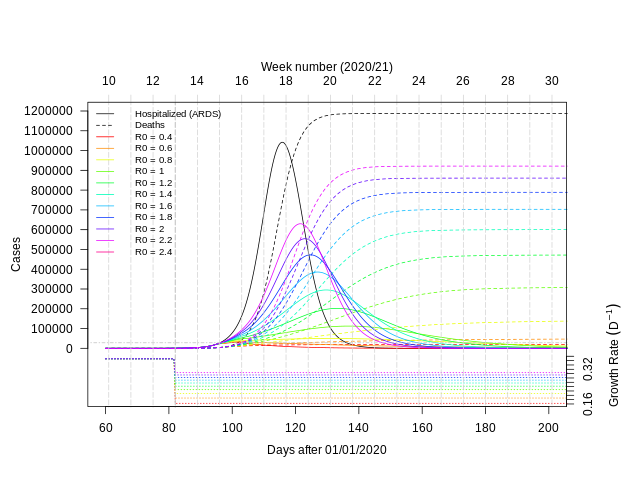 Week number (2020/21)
10 12 14 16 18 20 22 24 26 28 30
Cases
1200000
1100000
1000000
900000
800000
700000
600000
500000
400000
300000
200000
100000
0
Hospitalized (ARDS)
Deaths
R0 = 0.4
R0 = 0.6
R0 = 0.8
R0 = 1
R0 = 1.2
R0 = 1.4
R0 = 1.6
R0 = 1.8
R0 = 2
R0 = 2.2
R0 = 2.4
0.32
0.16
Growth Rate (D⁻¹)
60 80 100 120 140 160 180 200
Days after 01/01/2020